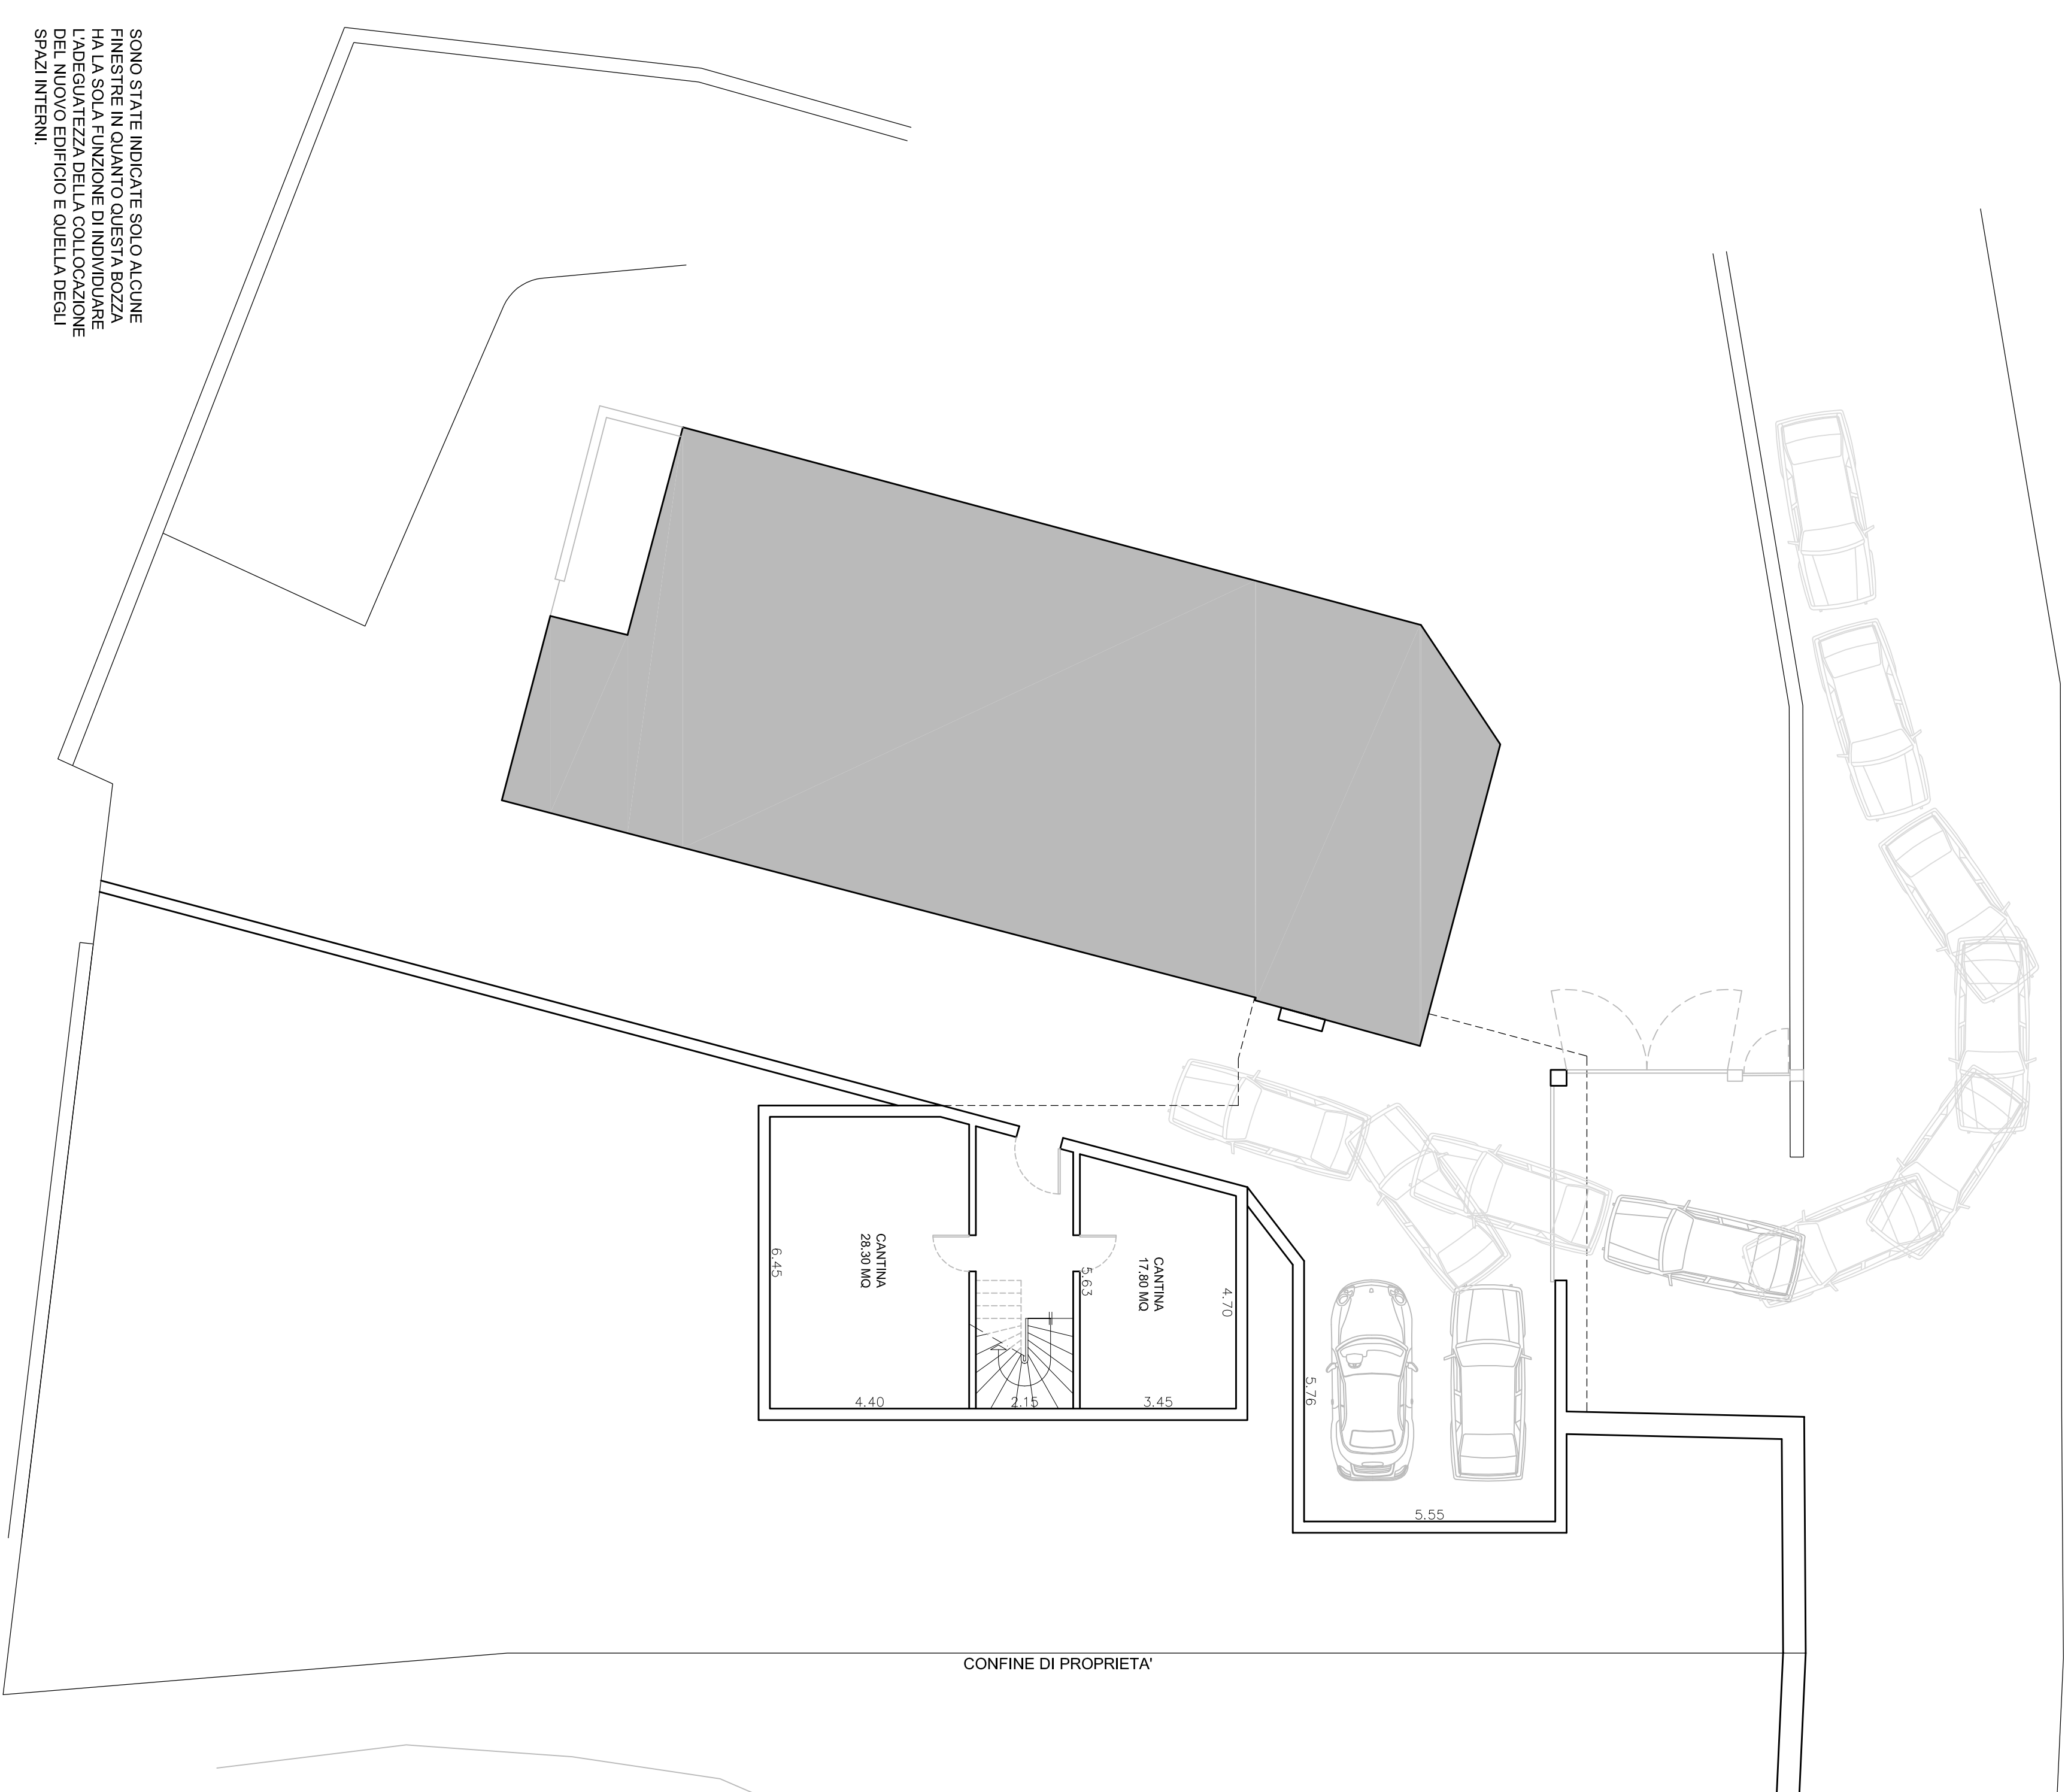 SONO STATE INDICATE SOLO ALCUNE
FINESTRE IN QUANTO QUESTA BOZZA
HA LA SOLA FUNZIONE DI INDIVIDUARE
L'ADEGUATEZZA DELLA COLLOCAZIONE
DEL NUOVO EDIFICIO E QUELLA DEGLI
SPAZI INTERNI.
CANTINA
28.30 MQ
6.45
4.40
5.63
2.15
CANTINA
17.80 MQ
4.70
3.45
5.76
5.55
CONFINE DI PROPRIETA'